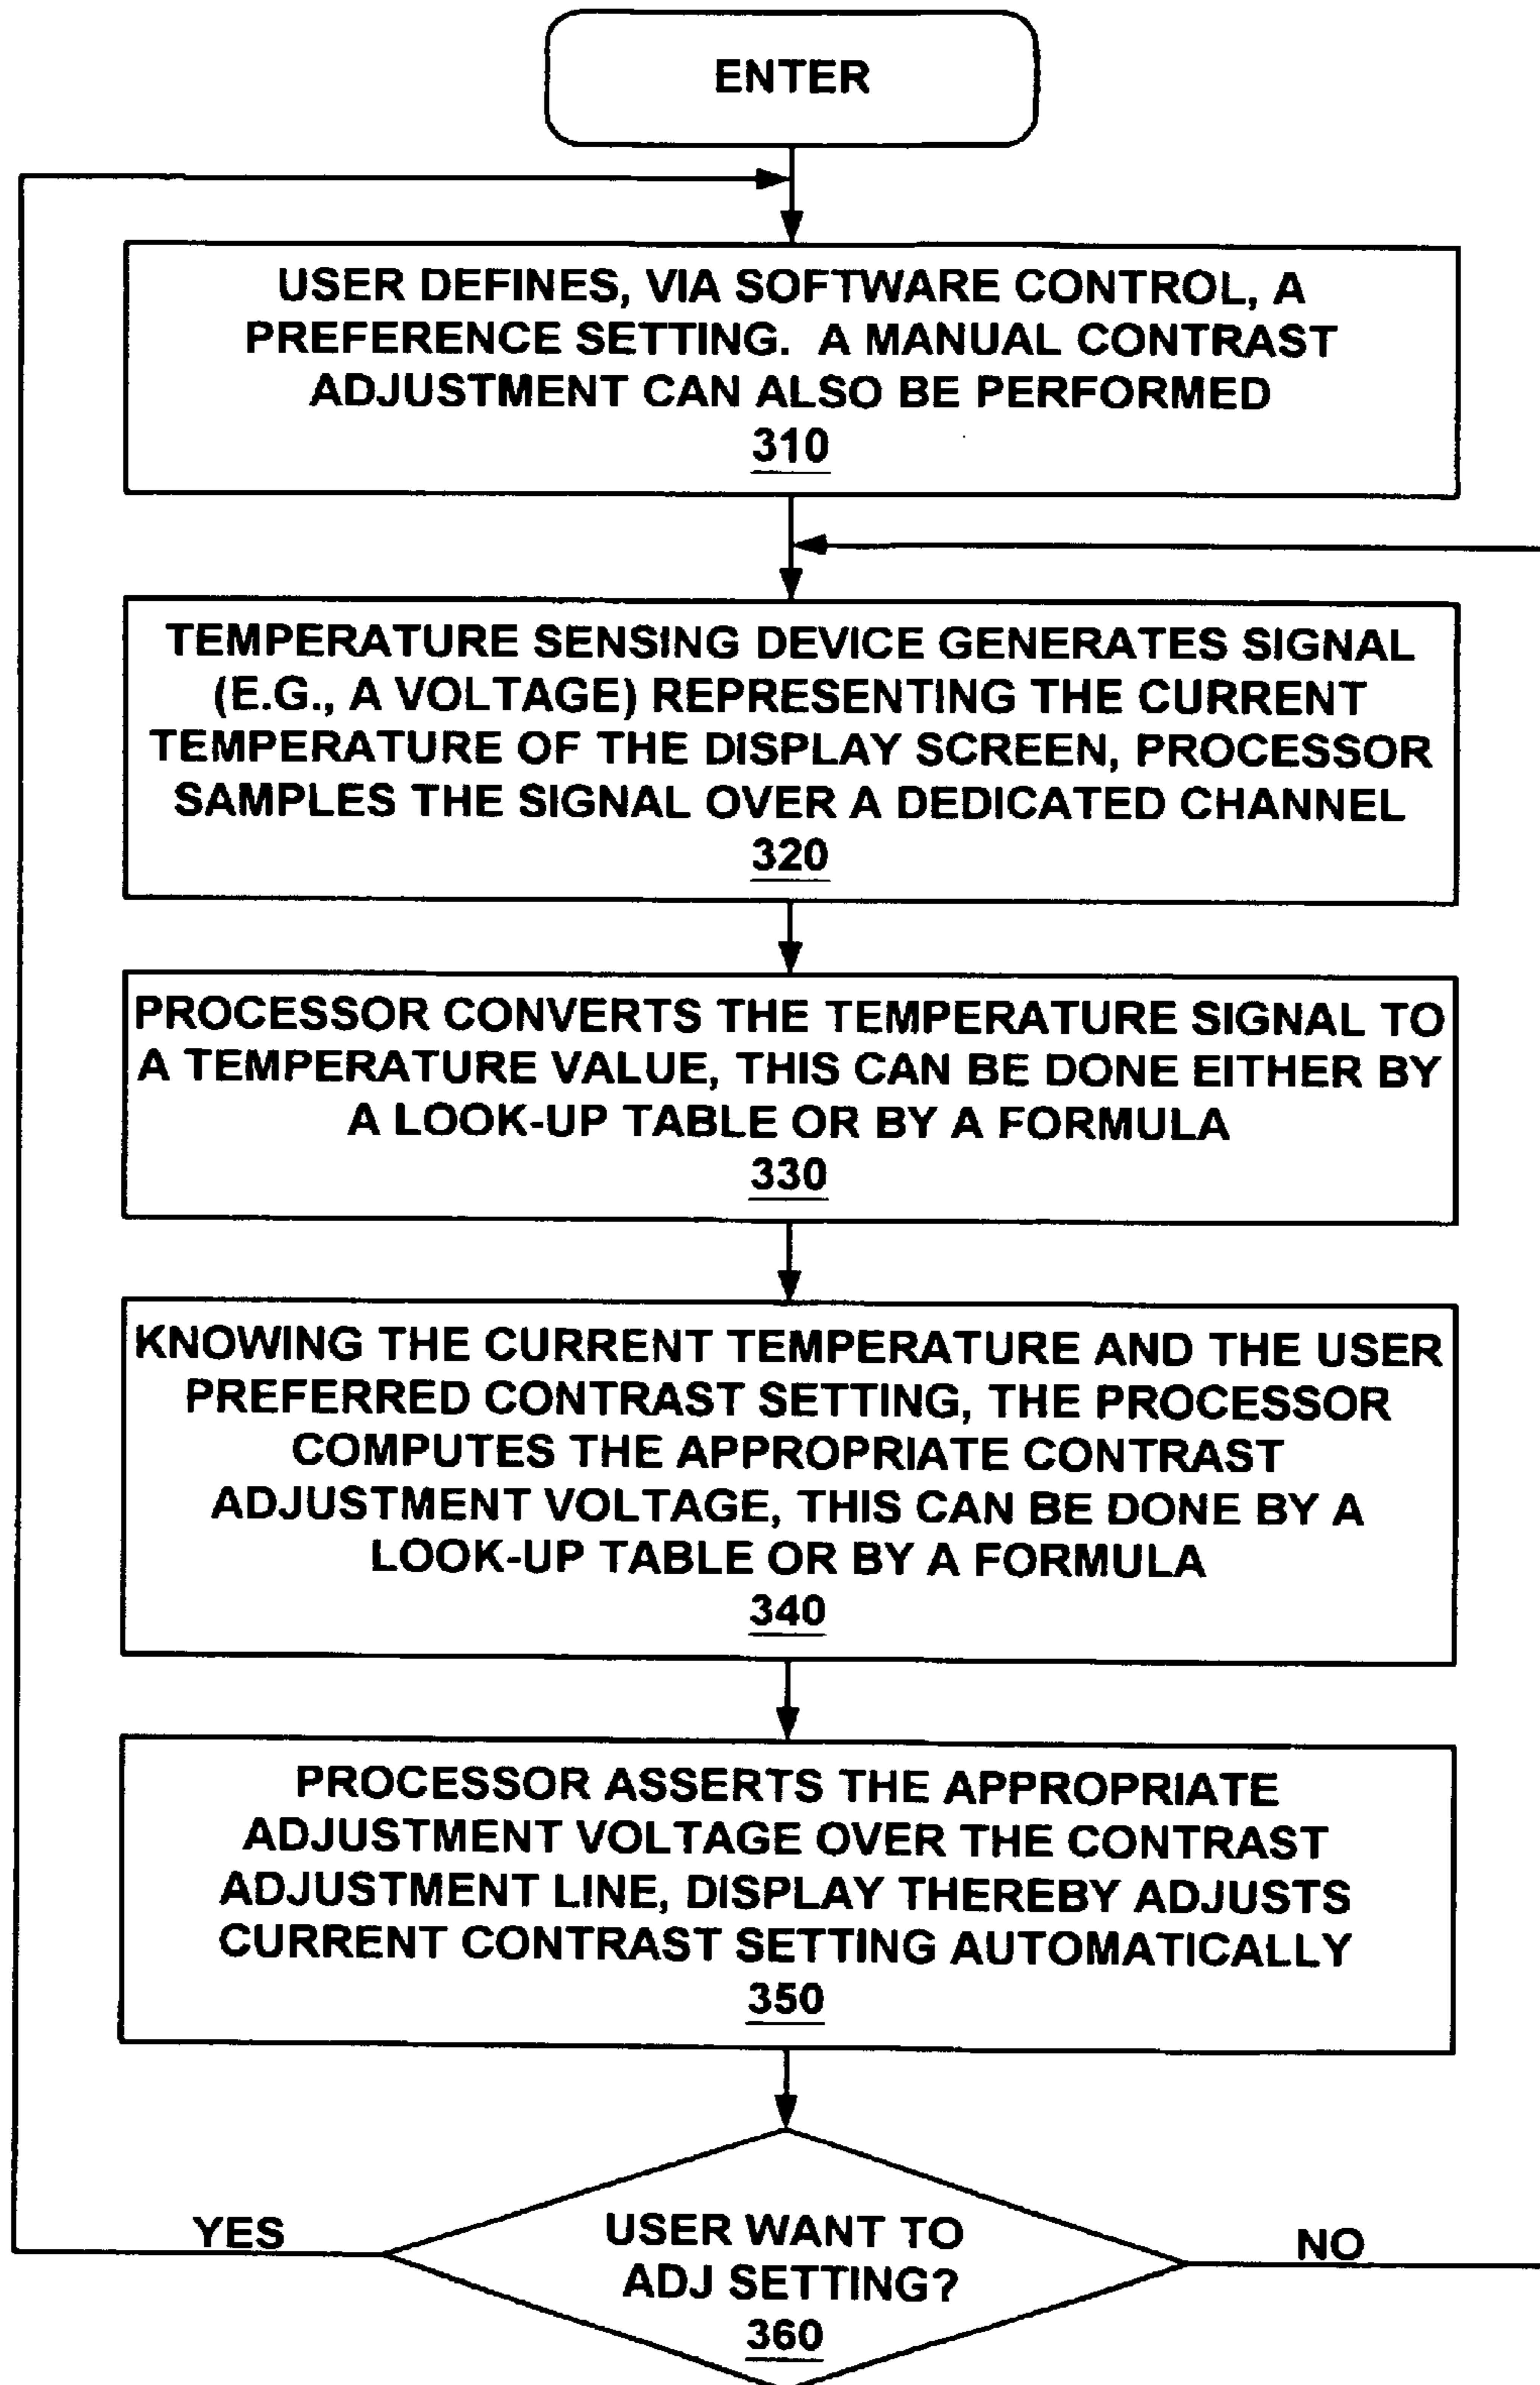 ENTER
USER DEFINES, VIA SOFTWARE CONTROL, A
PREFERENCE SETTING. A MANUAL CONTRAST
ADJUSTMENT CAN ALSO BE PERFORMED
310
TEMPERATURE SENSING DEVICE GENERATES SIGNAL
(E.G., A VOLTAGE) REPRESENTING THE CURRENT
TEMPERATURE OF THE DISPLAY SCREEN, PROCESSOR
SAMPLES THE SIGNAL OVER A DEDICATED CHANNEL
320
PROCESSOR CONVERTS THE TEMPERATURE SIGNAL TO
A TEMPERATURE VALUE, THIS CAN BE DONE EITHER BY
A LOOK-UP TABLE OR BY A FORMULA
330
KNOWING THE CURRENT TEMPERATURE AND THE USER
PREFERRED CONTRAST SETTING, THE PROCESSOR
COMPUTES THE APPROPRIATE CONTRAST
ADJUSTMENT VOLTAGE, THIS CAN BE DONE BY A
LOOK-UP TABLE OR BY A FORMULA
340
PROCESSOR ASSERTS THE APPROPRIATE
ADJUSTMENT VOLTAGE OVER THE CONTRAST
ADJUSTMENT LINE, DISPLAY THEREBY ADJUSTS
CURRENT CONTRAST SETTING AUTOMATICALLY
350
YES
USER WANT TO
ADJ SETTING?
360
NO